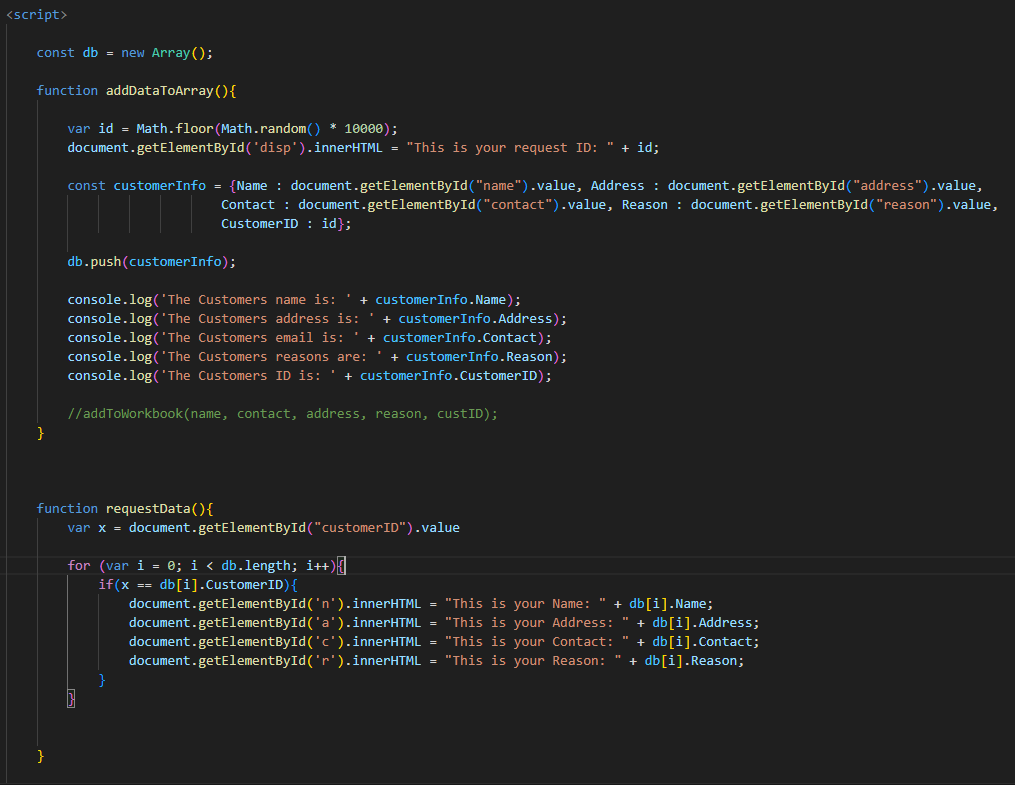 <script>
const db = new Array();
function addDataToArray(){
var id = Math.floor(Math.random() * 10000);
document.getElementById('disp').innerHTML = "This is your request ID: " + id;
const customerInfo = {Name : document.getElementById("name").value, Address : document.getElementById("address").value,
Contact : document.getElementById("contact").value, Reason : document.getElementById("reason").value,
CustomerID : id};
db.push(customerInfo);
console.log('The Customers name is: ' + customerInfo.Name);
console.log('The Customers address is: ' + customerInfo.Address);
console.log('The Customers email is: ' + customerInfo.Contact);
console.log('The Customers reasons are: ' + customerInfo.Reason);
console.log('The Customers ID is: ' + customerInfo.CustomerID);
//addToWorkbook(name, contact, address, reason, custID);
}
function requestData(){
var x = document.getElementById("customerID").value
for (var i = 0; i < db.length; i++){
if(x == db[i].CustomerID){
document.getElementById('n').innerHTML = "This is your Name: " + db[i].Name;
document.getElementById('a').innerHTML = "This is your Address: " + db[i].Address;
document.getElementById('c').innerHTML = "This is your Contact: " + db[i].Contact;
document.getElementById('r').innerHTML = "This is your Reason: " + db[i].Reason;
}
}
}